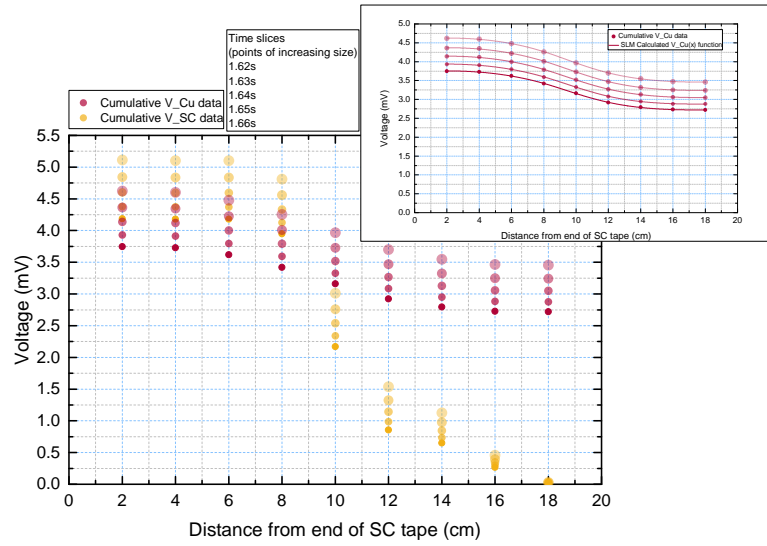 Time slices
(points of increasing size)
1.62s
1.63s
1.64s
1.65s
1.66s
Cumulative V_Cu data
Cumulative V_SC data
5.5
5.0
4.5
4.0
3.5
3.0
2.5
2.0
1.5
1.0
0.5
0.0
Voltage (mV)
0 2 4 6 8 10 12 14 16 18 20
Distance from end of SC tape (cm)
5.0
4.5
4.0
3.5
3.0
2.5
2.0
1.5
1.0
0.5
0.0
Voltage (mV)
Cumulative V_Cu data
SLM Calculated V_Cu(x) function
0 2 4 6 8 10 12 14 16 18 20
Distance from end of SC tape (cm)